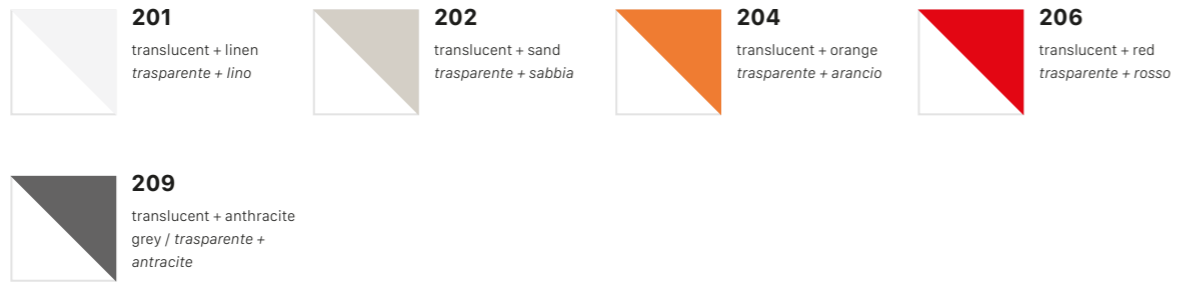 201
translucent + linen
trasparente + lino
202
translucent + sand
trasparente + sabbia
204
translucent + orange
trasparente + arancio
206
translucent + red
trasparente + rosso
209
translucent + anthracite
grey / trasparente +
antracite